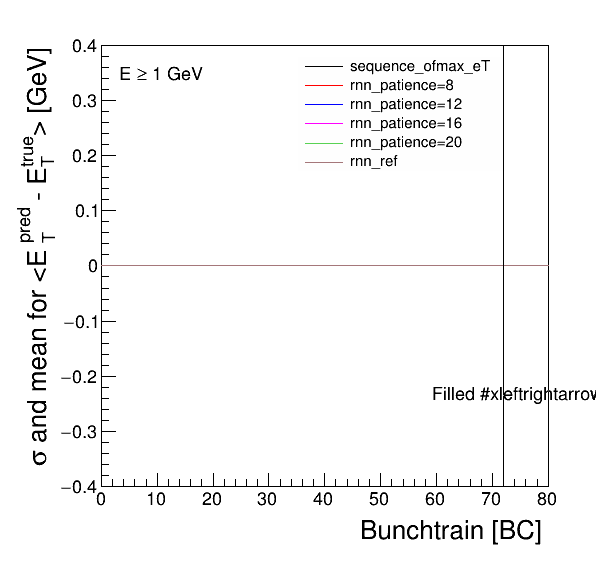 σ and mean for <E_T^pred - E_T^true> [GeV]
0.4
0.3
0.2
0.1
0
−0.1
−0.2
−0.3
−0.4
E ≥ 1 GeV
sequence_ofmax_eT
rnn_patience=8
rnn_patience=12
rnn_patience=16
rnn_patience=20
rnn_ref
Filled #xleftrightarrow
0 10 20 30 40 50 60 70 80
Bunchtrain [BC]